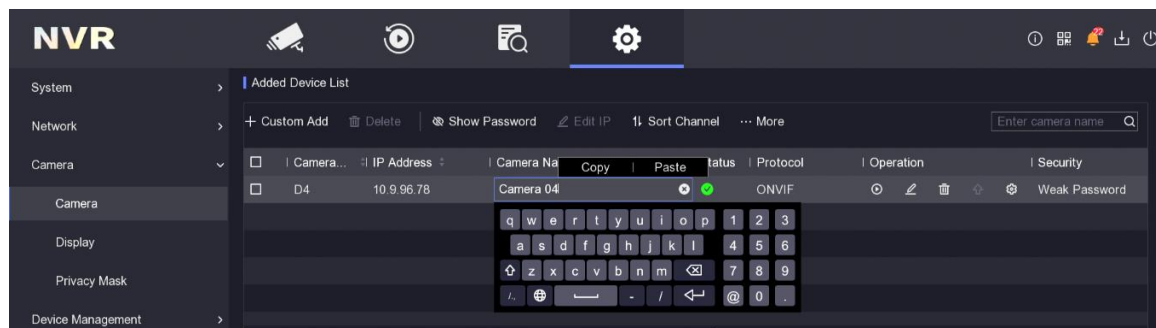 NVR
22
System
Network
Camera
Camera
Display
Privacy Mask
Device Management
Added Device List
+ Custom Add Delete Show Password Edit IP Sort Channel ··· More Enter camera name
Camera... IP Address Camera Na Copy Paste tatus Protocol Operation Security
D4 10.9.96.78 Camera 04 ONVIF Weak Password
q w e r t y u i o p 1 2 3
a s d f g h j k l 4 5 6
z x c v b n m 7 8 9
/.. - / @ 0 .